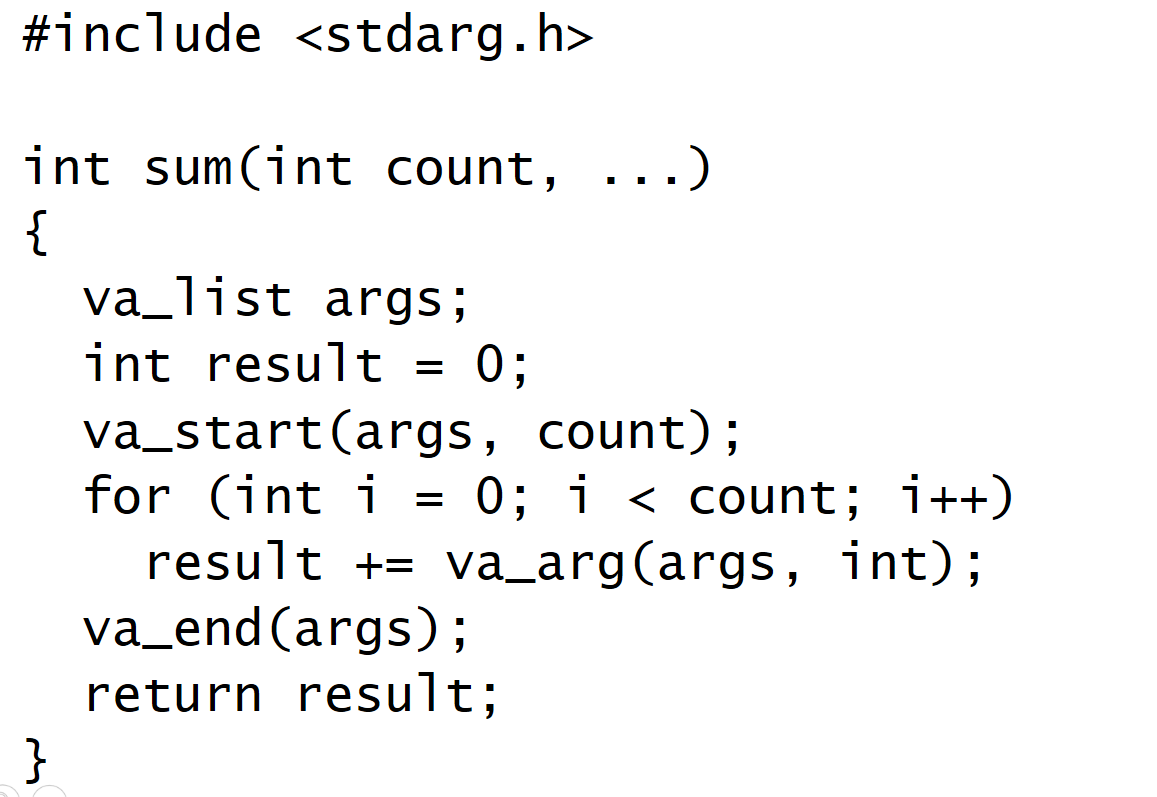 #include <stdarg.h>

int sum(int count, ...)
{
  va_list args;
  int result = 0;
  va_start(args, count);
  for (int i = 0; i < count; i++)
    result += va_arg(args, int);
  va_end(args);
  return result;
}